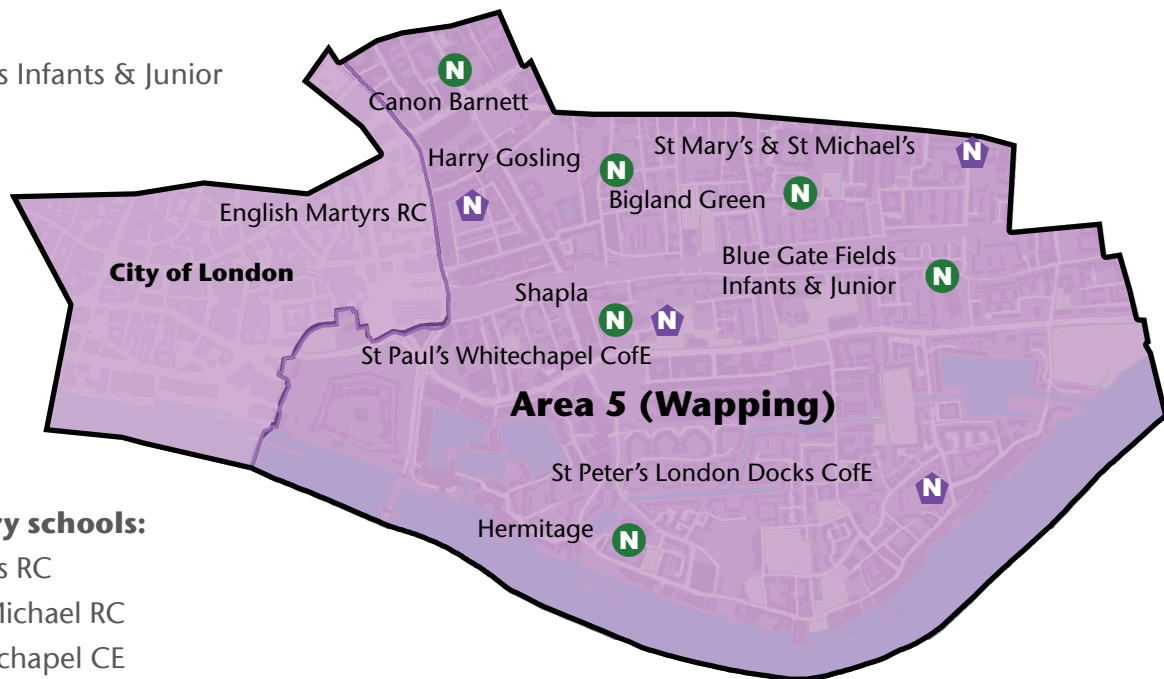 s Infants & Junior
N
Canon Barnett
Harry Gosling
N
St Mary's & St Michael's
N
English Martyrs RC
N
Bigland Green
N
City of London
Blue Gate Fields
Infants & Junior
N
Shapla
N
N
St Paul's Whitechapel CofE
Area 5 (Wapping)
St Peter's London Docks CofE
N
Hermitage
N
ry schools:
s RC
Michael RC
chapel CE